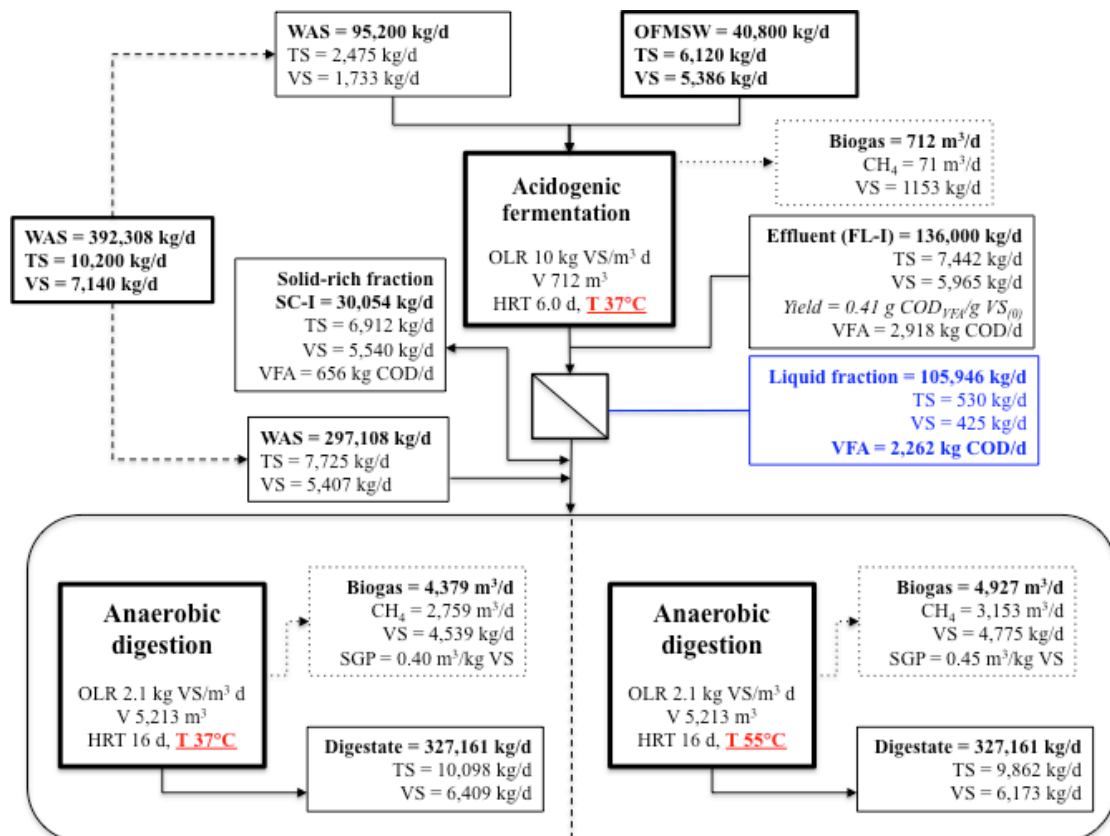 WAS = 95,200 kg/d
TS = 2,475 kg/d
VS = 1,733 kg/d
OFMSW = 40,800 kg/d
TS = 6,120 kg/d
VS = 5,386 kg/d
Biogas = 712 m³/d
CH₄ = 71 m³/d
VS = 1153 kg/d
Acidogenic
fermentation
OLR 10 kg VS/m³ d
V 712 m³
HRT 6.0 d, T 37°C
WAS = 392,308 kg/d
TS = 10,200 kg/d
VS = 7,140 kg/d
Effluent (FL-I) = 136,000 kg/d
TS = 7,442 kg/d
VS = 5,965 kg/d
Yield = 0.41 g COD_VFA/g VS_(0)
VFA = 2,918 kg COD/d
Solid-rich fraction
SC-I = 30,054 kg/d
TS = 6,912 kg/d
VS = 5,540 kg/d
VFA = 656 kg COD/d
Liquid fraction = 105,946 kg/d
TS = 530 kg/d
VS = 425 kg/d
VFA = 2,262 kg COD/d
WAS = 297,108 kg/d
TS = 7,725 kg/d
VS = 5,407 kg/d
Anaerobic
digestion
OLR 2.1 kg VS/m³ d
V 5,213 m³
HRT 16 d, T 37°C
Biogas = 4,379 m³/d
CH₄ = 2,759 m³/d
VS = 4,539 kg/d
SGP = 0.40 m³/kg VS
Digestate = 327,161 kg/d
TS = 10,098 kg/d
VS = 6,409 kg/d
Anaerobic
digestion
OLR 2.1 kg VS/m³ d
V 5,213 m³
HRT 16 d, T 55°C
Biogas = 4,927 m³/d
CH₄ = 3,153 m³/d
VS = 4,775 kg/d
SGP = 0.45 m³/kg VS
Digestate = 327,161 kg/d
TS = 9,862 kg/d
VS = 6,173 kg/d